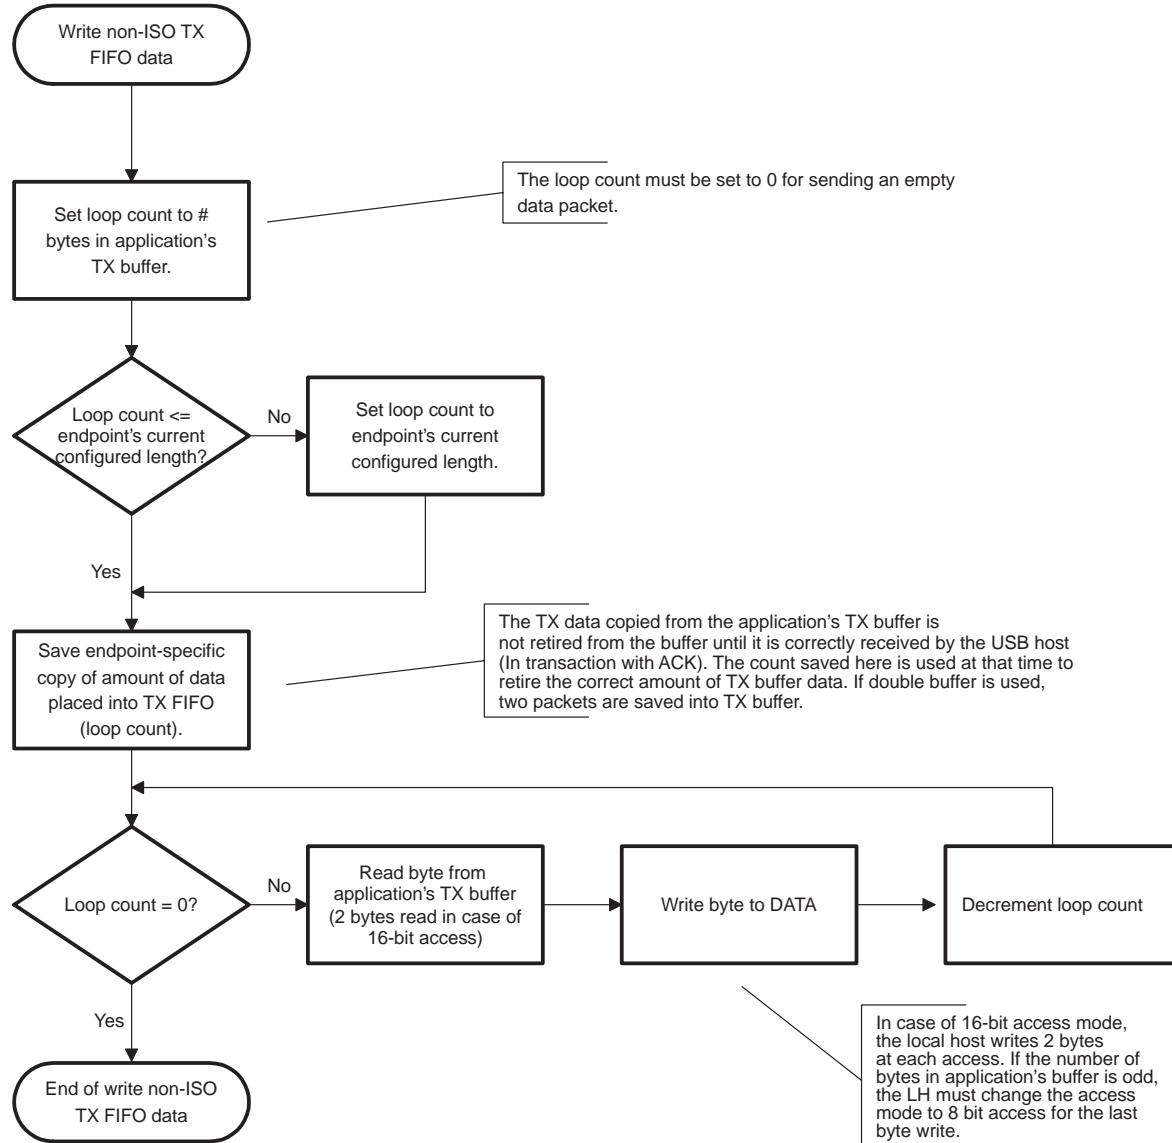 Write non-ISO TX
FIFO data
The loop count must be set to 0 for sending an empty
data packet.
Set loop count to #
bytes in application's
TX buffer.
Loop count <=
endpoint's current
configured length?
No
Set loop count to
endpoint's current
configured length.
Yes
The TX data copied from the application's TX buffer is
not retired from the buffer until it is correctly received by the USB host
(In transaction with ACK). The count saved here is used at that time to
retire the correct amount of TX buffer data. If double buffer is used,
two packets are saved into TX buffer.
Save endpoint-specific
copy of amount of data
placed into TX FIFO
(loop count).
Loop count = 0?
No
Read byte from
application's TX buffer
(2 bytes read in case of
16-bit access)
Write byte to DATA
Decrement loop count
Yes
In case of 16-bit access mode,
the local host writes 2 bytes
at each access. If the number of
bytes in application's buffer is odd,
the LH must change the access
mode to 8 bit access for the last
byte write.
End of write non-ISO
TX FIFO data